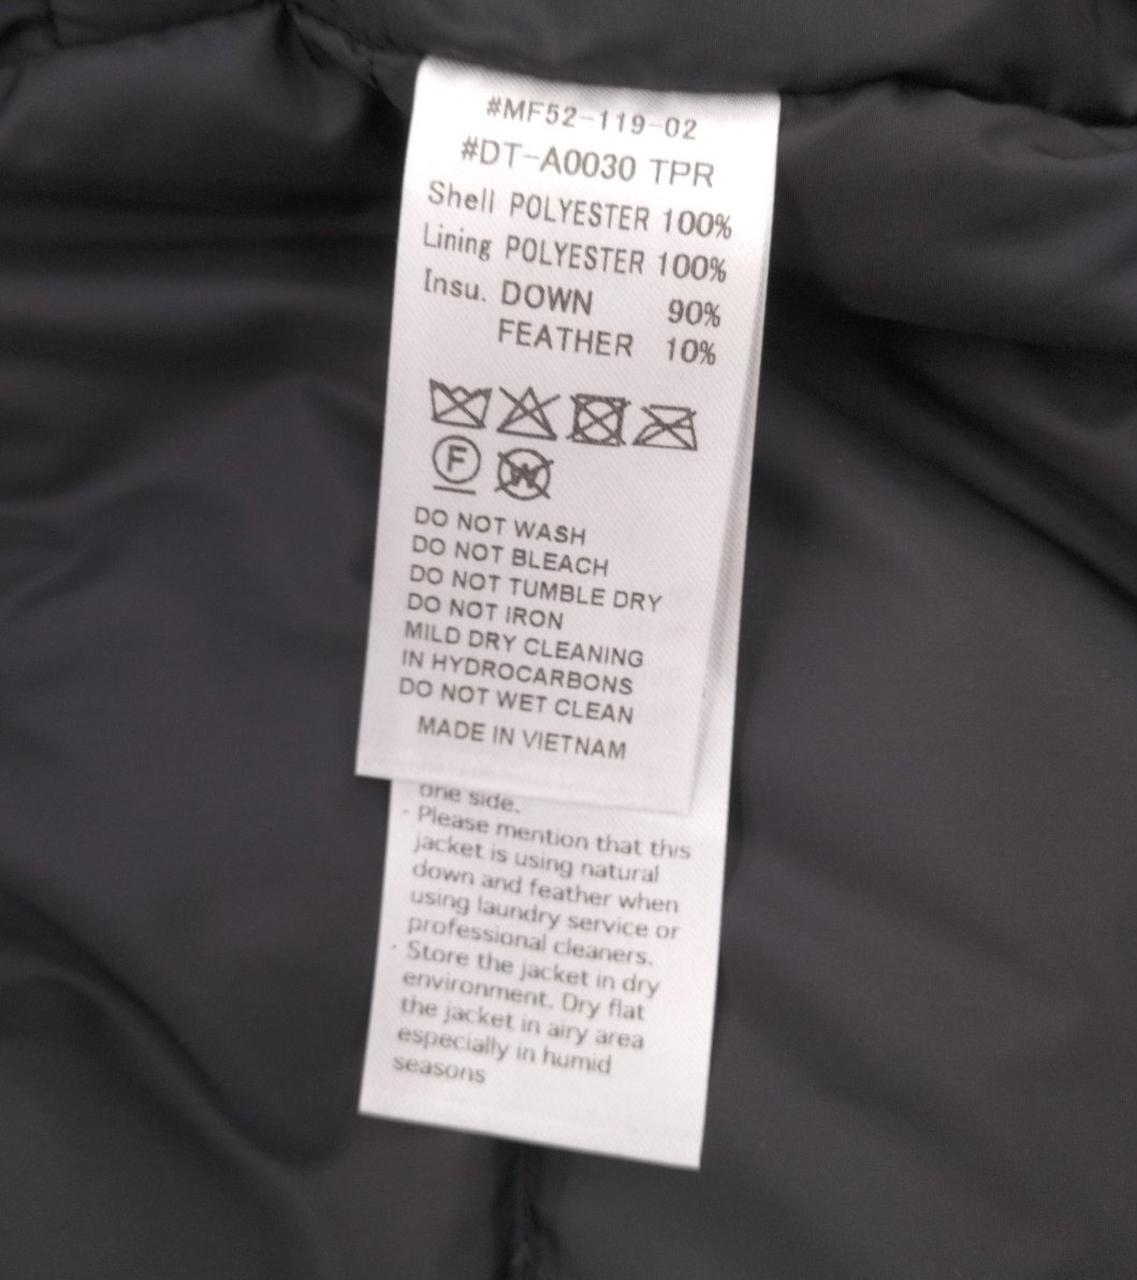 #MF52-119-02
#DT-A0030 TPR
Shell POLYESTER 100%
Lining POLYESTER 100%
Insu. DOWN 90%
FEATHER 10%
F W
DO NOT WASH
DO NOT BLEACH
DO NOT TUMBLE DRY
DO NOT IRON
MILD DRY CLEANING
IN HYDROCARBONS
DO NOT WET CLEAN
MADE IN VIETNAM
one side.
· Please mention that this
jacket is using natural
down and feather when
using laundry service or
professional cleaners.
· Store the jacket in dry
environment. Dry flat
the jacket in airy area
especially in humid
seasons